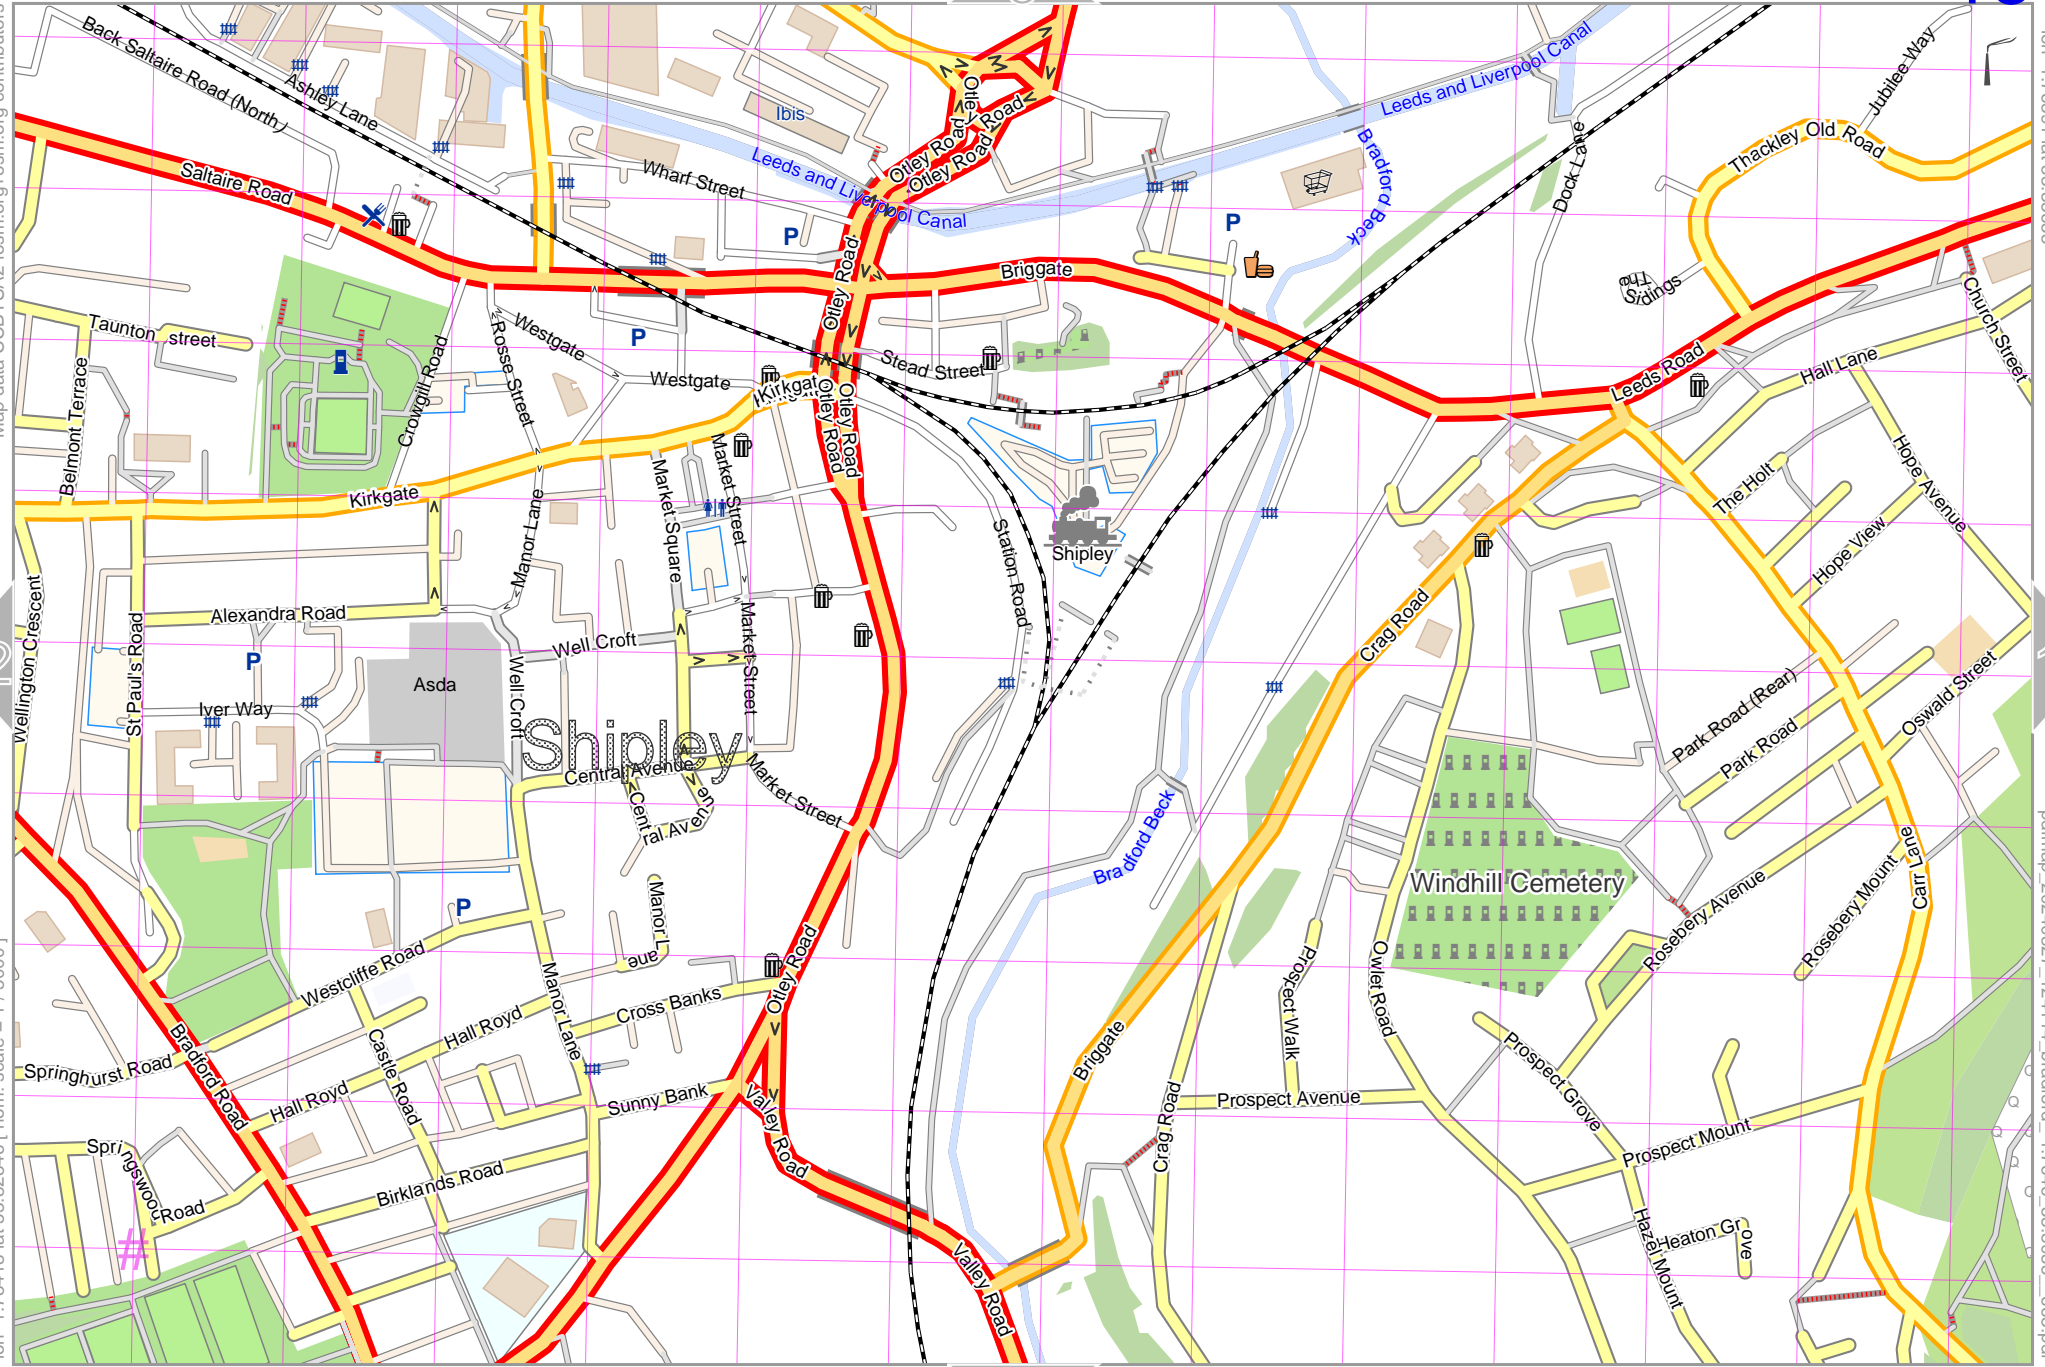 Back Saltaire Road (North)
Ashley Lane
Ibis
Wharf Street
Leeds and Liverpool Canal
Leeds and Liverpool Canal
Otley Road
Otley Road
Otley Road
Otley Road
Bradford Beck
Dock Lane
Jubilee Way
Thackley Old Road
Saltaire Road
P
P
Briggate
Otley Road
The
Sidings
Church Street
Taunton street
Belmont Terrace
Crowgill Road
Rosse Street
Westgate
P
Westgate
Kirkgate
Stead Street
Leeds Road
Hall Lane
Otley Road
Otley Road
Kirkgate
Manor Lane
Market Square
Market Street
Station Road
Shipley
The Holt
Hope Avenue
Hope View
Wellington Crescent
St Paul's Road
Alexandra Road
P
Iver Way
Asda
Well Croft
Well Croft
Market Street
Crag Road
Park Road (Rear)
Park Road
Oswald Street
Shipley
Central Avenue
Central Avenue
Market Street
Bradford Beck
Windhill Cemetery
Carr Lane
Rosebery Avenue
Rosebery Mount
P
Westcliffe Road
Manor Lane
Manor Lane
Otley Road
Prospect Walk
Owlet Road
Cross Banks
Hall Royd
Hall Royd
Castle Road
Springhurst Road
Bradford Road
Sunny Bank
Valley Road
Briggate
Crag Road
Prospect Avenue
Prospect Grove
Prospect Mount
Springswood Road
Birklands Road
#
Hazel Mount
Heaton Grove
Valley Road